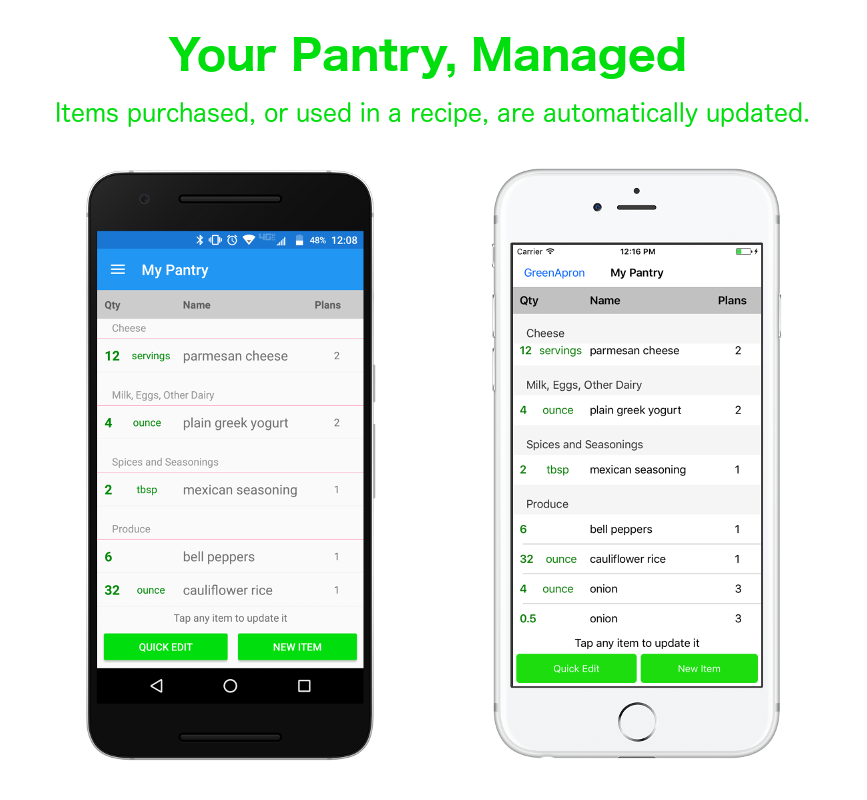 Your Pantry, Managed
Items purchased, or used in a recipe, are automatically updated.
48% 12:08
My Pantry
Qty Name Plans
Cheese
12 servings parmesan cheese 2
Milk, Eggs, Other Dairy
4 ounce plain greek yogurt 2
Spices and Seasonings
2 tbsp mexican seasoning 1
Produce
6 bell peppers 1
32 ounce cauliflower rice 1
Tap any item to update it
QUICK EDIT NEW ITEM
Carrier 12:16 PM
GreenApron My Pantry
Qty Name Plans
Cheese
12 servings parmesan cheese 2
Milk, Eggs, Other Dairy
4 ounce plain greek yogurt 2
Spices and Seasonings
2 tbsp mexican seasoning 1
Produce
6 bell peppers 1
32 ounce cauliflower rice 1
4 ounce onion 3
0.5 onion 3
Tap any item to update it
Quick Edit New Item